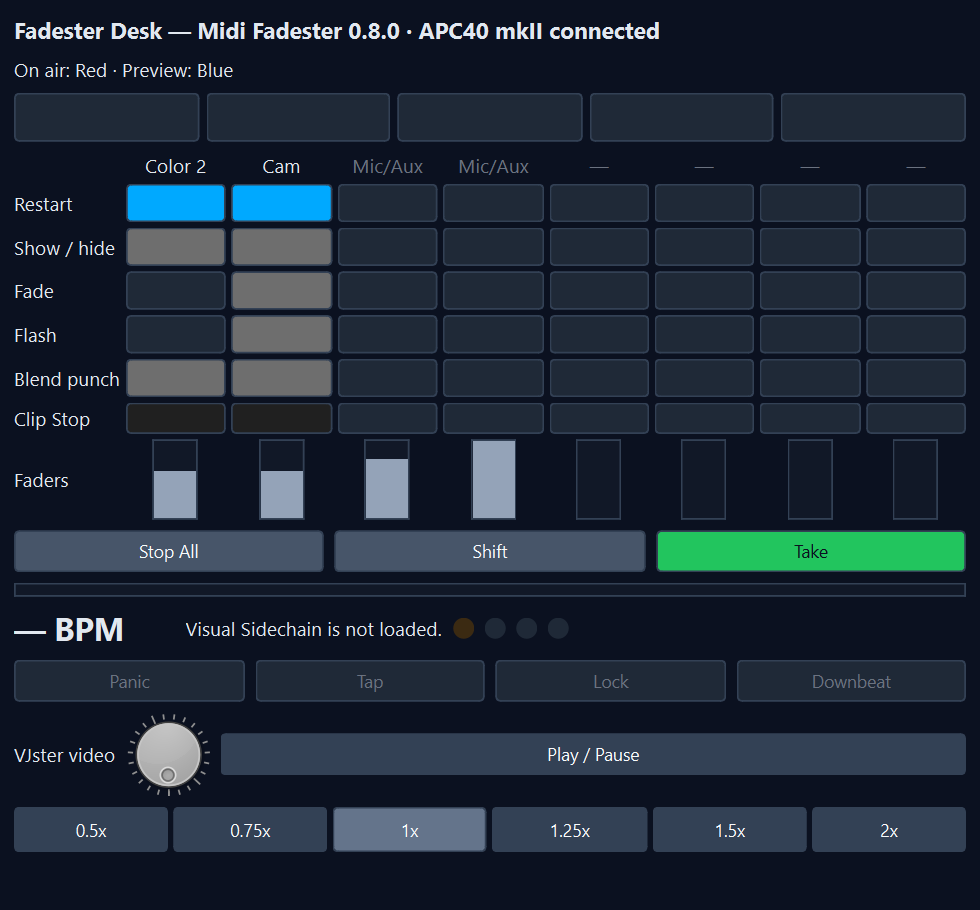 Fadester Desk — Midi Fadester 0.8.0 · APC40 mkII connected
On air: Red · Preview: Blue
Color 2 Cam Mic/Aux Mic/Aux — — — —
Restart
Show / hide
Fade
Flash
Blend punch
Clip Stop
Faders
Stop All Shift Take
— BPM Visual Sidechain is not loaded.
Panic Tap Lock Downbeat
VJster video Play / Pause
0.5x 0.75x 1x 1.25x 1.5x 2x